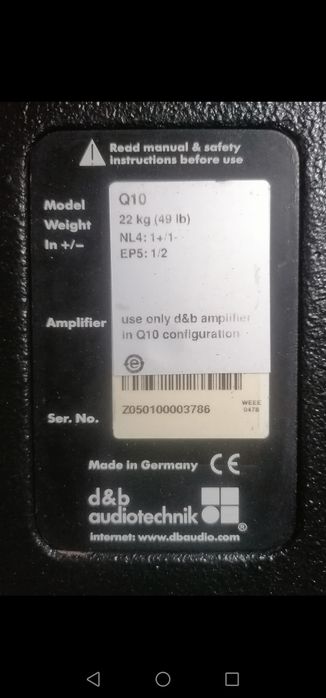 Read manual & safety
instructions before use
Model Q10
Weight 22 kg (49 lb)
In +/– NL4: 1+/1-
EP5: 1/2
Amplifier use only d&b amplifier
in Q10 configuration
e
Ser. No. Z050100003786 WEEE
0478
Made in Germany CE
d&b
audiotechnik ®
Internet: www.dbaudio.com